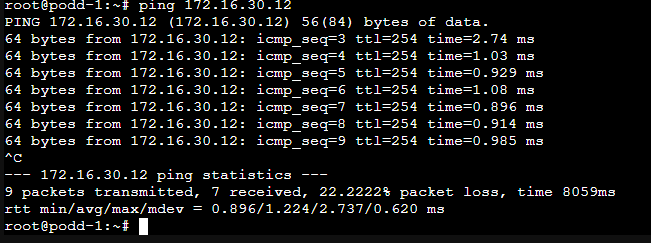 root@podd-1:~# ping 172.16.30.12
PING 172.16.30.12 (172.16.30.12) 56(84) bytes of data.
64 bytes from 172.16.30.12: icmp_seq=3 ttl=254 time=2.74 ms
64 bytes from 172.16.30.12: icmp_seq=4 ttl=254 time=1.03 ms
64 bytes from 172.16.30.12: icmp_seq=5 ttl=254 time=0.929 ms
64 bytes from 172.16.30.12: icmp_seq=6 ttl=254 time=1.08 ms
64 bytes from 172.16.30.12: icmp_seq=7 ttl=254 time=0.896 ms
64 bytes from 172.16.30.12: icmp_seq=8 ttl=254 time=0.914 ms
64 bytes from 172.16.30.12: icmp_seq=9 ttl=254 time=0.985 ms
^C
--- 172.16.30.12 ping statistics ---
9 packets transmitted, 7 received, 22.2222% packet loss, time 8059ms
rtt min/avg/max/mdev = 0.896/1.224/2.737/0.620 ms
root@podd-1:~#